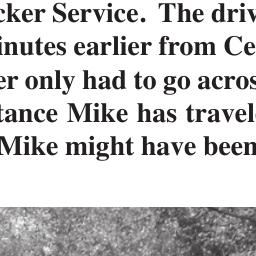 cker Service. The driv
inutes earlier from Ce
er only had to go acros
tance Mike has travel
Mike might have been